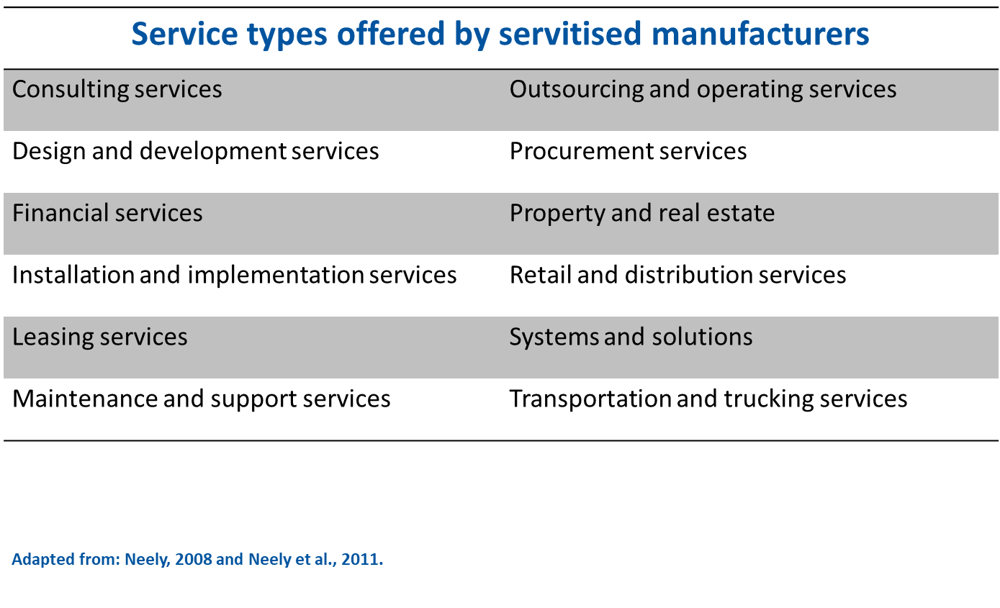 Service types offered by servitised manufacturers
Consulting services
Outsourcing and operating services
Design and development services
Procurement services
Financial services
Property and real estate
Installation and implementation services
Retail and distribution services
Leasing services
Systems and solutions
Maintenance and support services
Transportation and trucking services
Adapted from: Neely, 2008 and Neely et al., 2011.